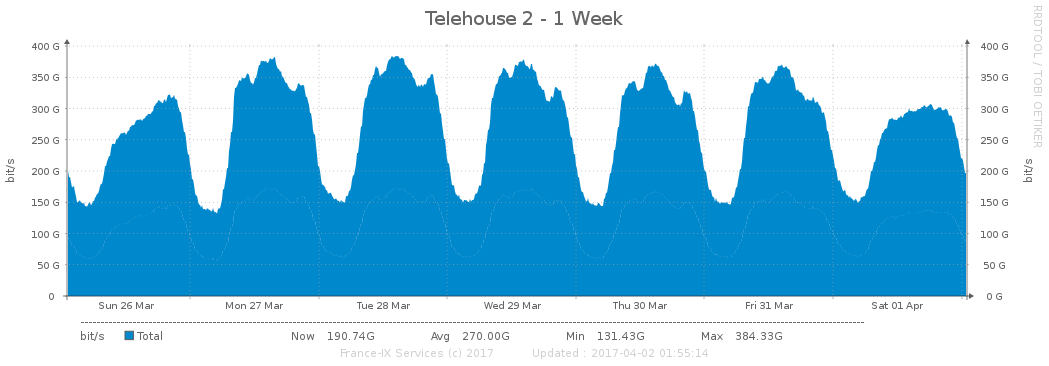 Telehouse 2 - 1 Week
RRDTOOL / TOBI OETIKER
400 G 400 G
350 G 350 G
300 G 300 G
250 G 250 G
200 G 200 G
150 G 150 G
100 G 100 G
50 G 50 G
0 0 G
bit/s bit/s
Sun 26 Mar Mon 27 Mar Tue 28 Mar Wed 29 Mar Thu 30 Mar Fri 31 Mar Sat 01 Apr
bit/s Total Now 190.74G Avg 270.00G Min 131.43G Max 384.33G
France-IX Services (c) 2017 Updated : 2017-04-02 01:55:14